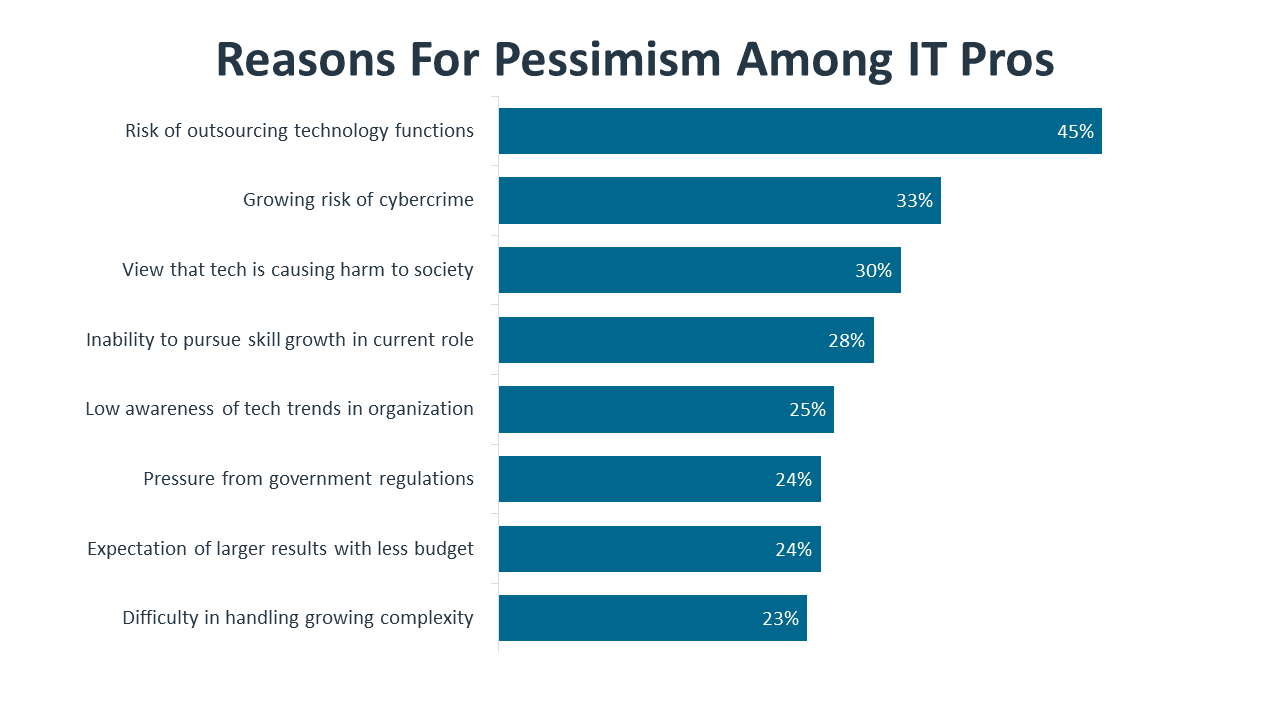 Reasons For Pessimism Among IT Pros
Risk of outsourcing technology functions 45%
Growing risk of cybercrime 33%
View that tech is causing harm to society 30%
Inability to pursue skill growth in current role 28%
Low awareness of tech trends in organization 25%
Pressure from government regulations 24%
Expectation of larger results with less budget 24%
Difficulty in handling growing complexity 23%